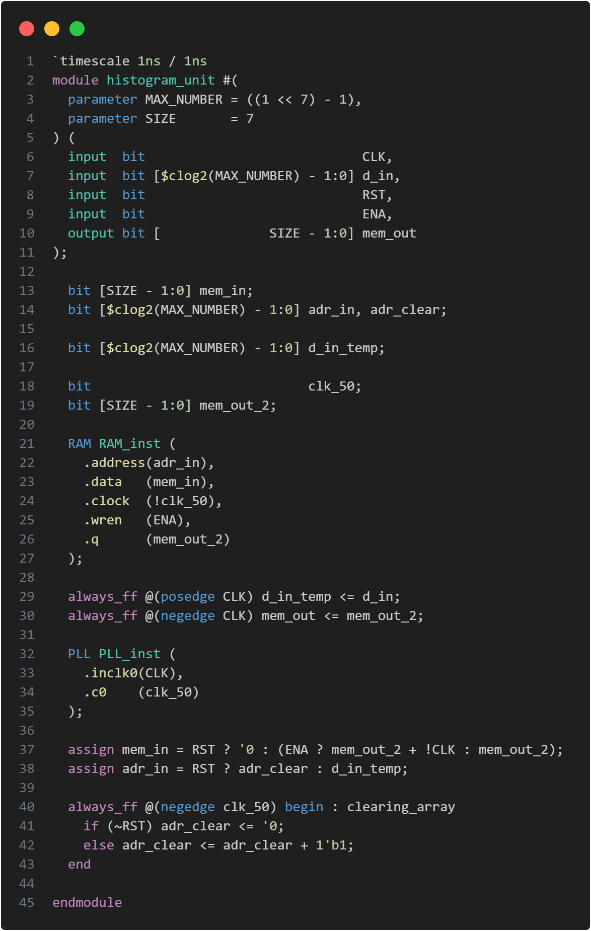 1 `timescale 1ns / 1ns
2 module histogram_unit #(
3   parameter MAX_NUMBER = ((1 << 7) - 1),
4   parameter SIZE       = 7
5 ) (
6   input  bit                            CLK,
7   input  bit [$clog2(MAX_NUMBER) - 1:0] d_in,
8   input  bit                            RST,
9   input  bit                            ENA,
10   output bit [              SIZE - 1:0] mem_out
11 );
12
13   bit [SIZE - 1:0] mem_in;
14   bit [$clog2(MAX_NUMBER) - 1:0] adr_in, adr_clear;
15
16   bit [$clog2(MAX_NUMBER) - 1:0] d_in_temp;
17
18   bit                            clk_50;
19   bit [SIZE - 1:0] mem_out_2;
20
21   RAM RAM_inst (
22     .address(adr_in),
23     .data   (mem_in),
24     .clock  (!clk_50),
25     .wren   (ENA),
26     .q      (mem_out_2)
27   );
28
29   always_ff @(posedge CLK) d_in_temp <= d_in;
30   always_ff @(negedge CLK) mem_out <= mem_out_2;
31
32   PLL PLL_inst (
33     .inclk0(CLK),
34     .c0    (clk_50)
35   );
36
37   assign mem_in = RST ? '0 : (ENA ? mem_out_2 + !CLK : mem_out_2);
38   assign adr_in = RST ? adr_clear : d_in_temp;
39
40   always_ff @(negedge clk_50) begin : clearing_array
41     if (~RST) adr_clear <= '0;
42     else adr_clear <= adr_clear + 1'b1;
43   end
44
45 endmodule